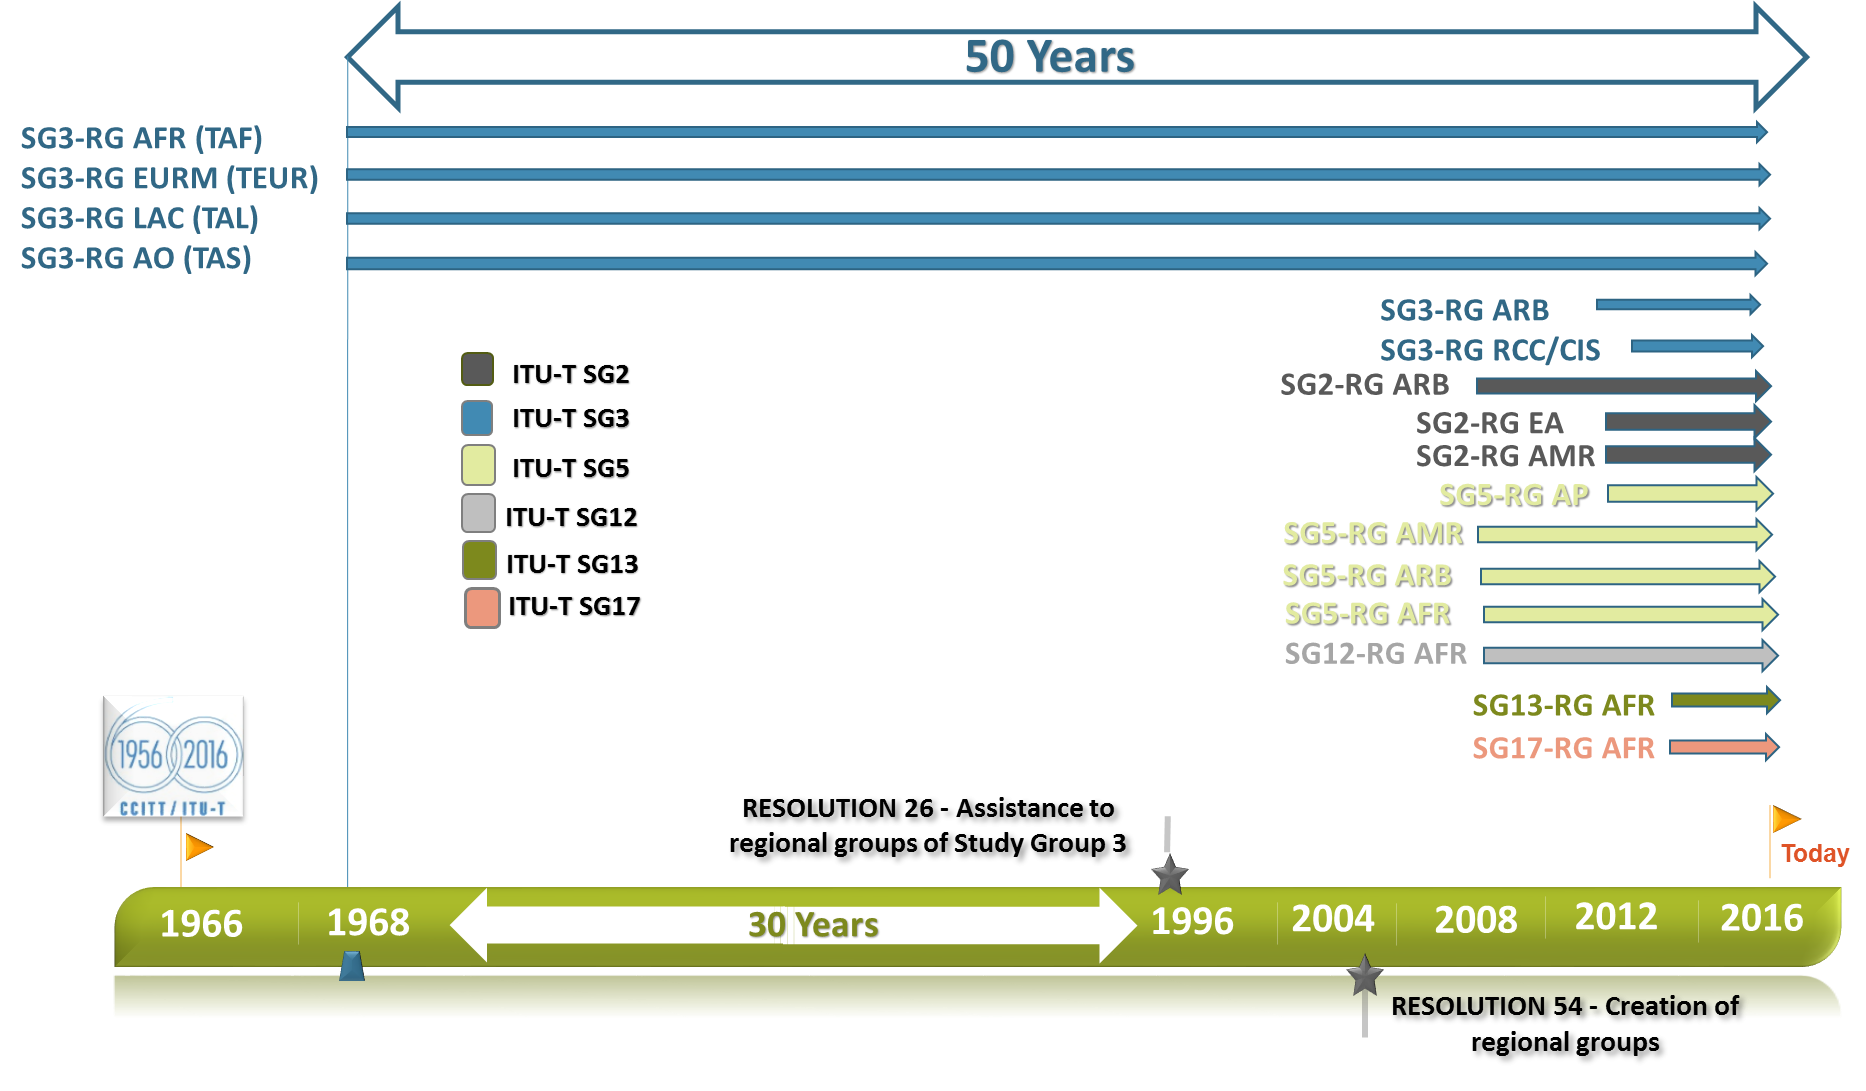 50 Years
SG3-RG AFR (TAF)
SG3-RG EURM (TEUR)
SG3-RG LAC (TAL)
SG3-RG AO (TAS)
SG3-RG ARB
SG3-RG RCC/CIS
SG2-RG ARB
SG2-RG EA
SG2-RG AMR
SG5-RG AP
SG5-RG AMR
SG5-RG ARB
SG5-RG AFR
SG12-RG AFR
SG13-RG AFR
SG17-RG AFR
ITU-T SG2
ITU-T SG3
ITU-T SG5
ITU-T SG12
ITU-T SG13
ITU-T SG17
1956 2016
CCITT/ITU-T
RESOLUTION 26 - Assistance to
regional groups of Study Group 3
Today
1966 1968 30 Years 1996 2004 2008 2012 2016
RESOLUTION 54 - Creation of
regional groups